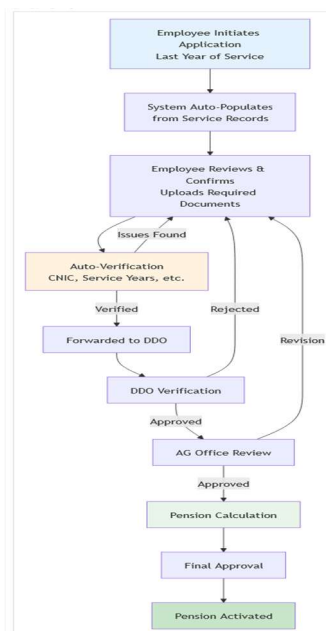 Employee Initiates
Application
Last Year of Service
System Auto-Populates
from Service Records
Employee Reviews &
Confirms
Uploads Required
Documents
Issues Found
Auto-Verification
CNIC, Service Years, etc.
Verified
Rejected
Forwarded to DDO
Revision
DDO Verification
Approved
AG Office Review
Approved
Pension Calculation
Final Approval
Pension Activated